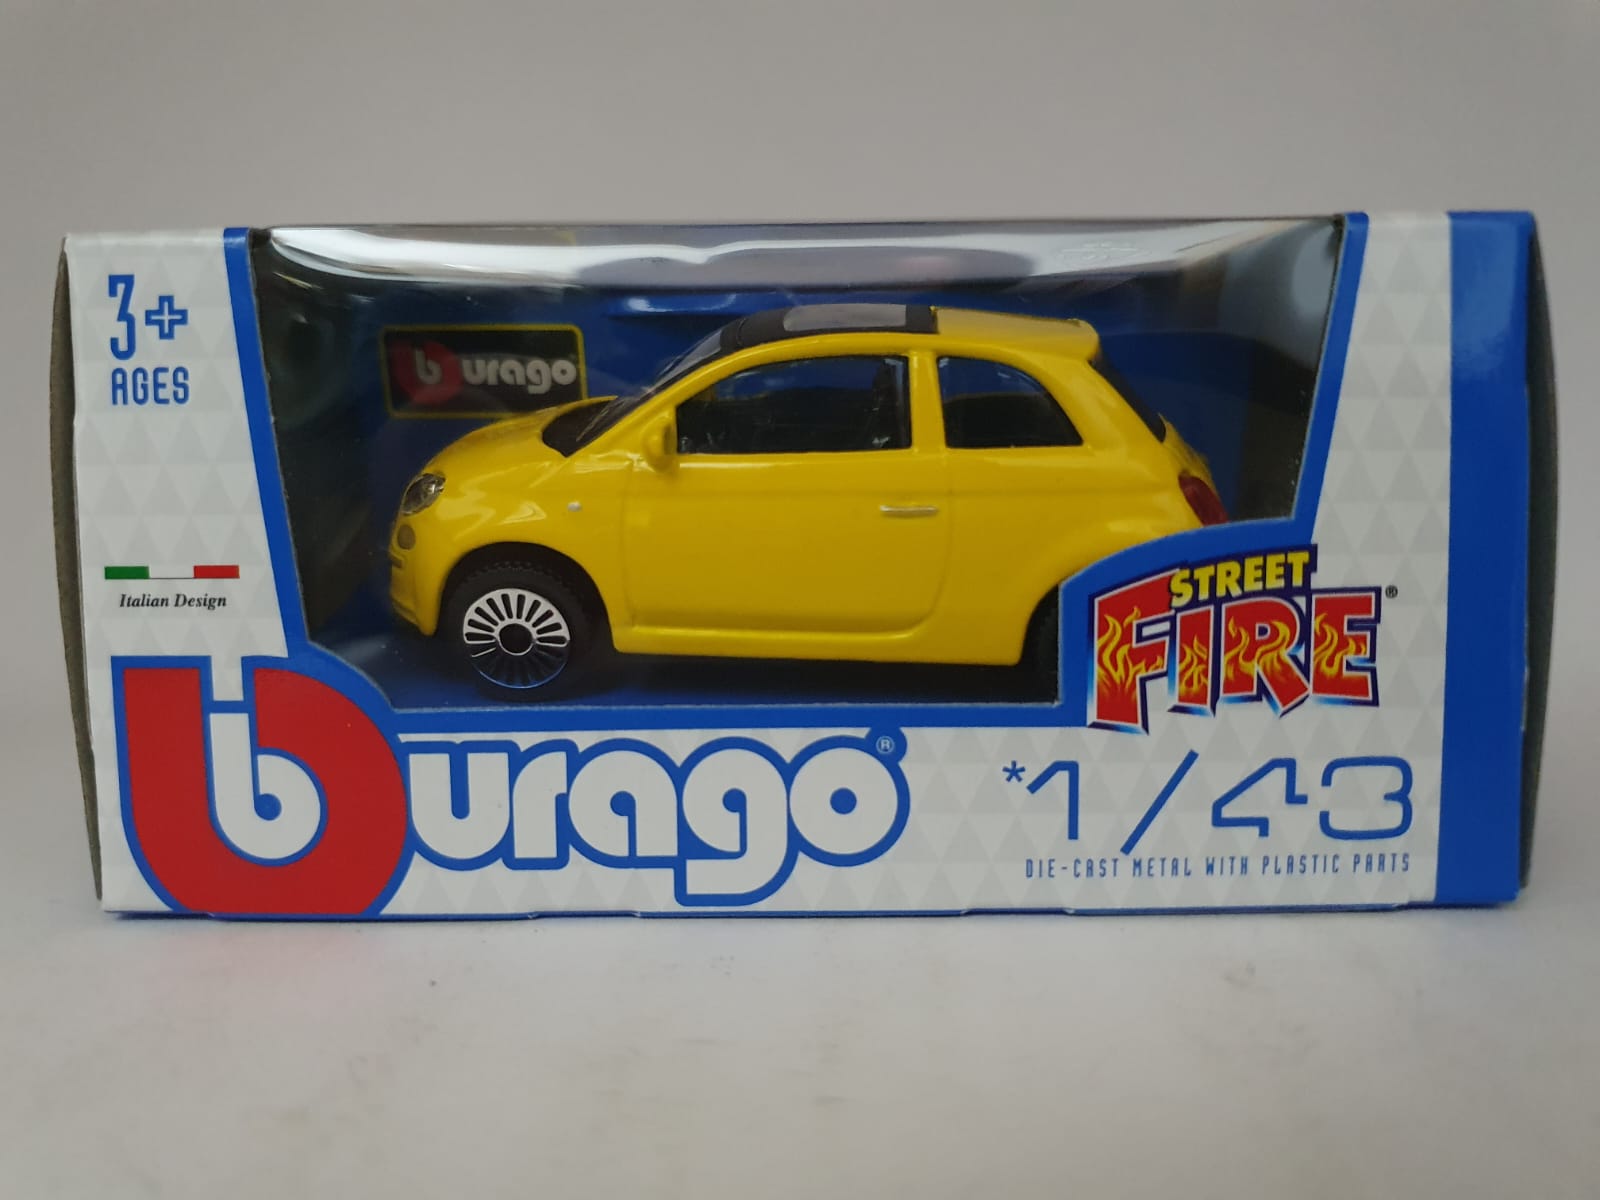 3+
AGES
burago
Italian Design
STREET
FIRE®
burago®
*1/43
DIE-CAST METAL WITH PLASTIC PARTS